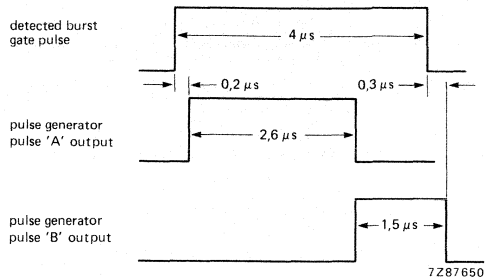 detected burst
gate pulse
4 μs
0,2 μs
0,3 μs
pulse generator
pulse 'A' output
2,6 μs
pulse generator
pulse 'B' output
1,5 μs
7Z87650